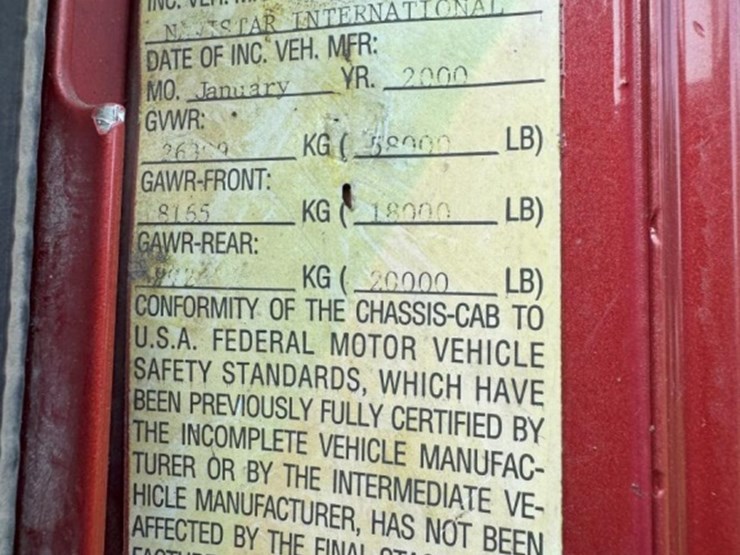 INC. VEH.
INTERNATIONAL
DATE OF INC. VEH. MFR:
MO. January YR. 2000
GVWR:
KG ( 58000 LB)
GAWR-FRONT:
8165 KG ( 18000 LB)
GAWR-REAR:
KG ( 20000 LB)
CONFORMITY OF THE CHASSIS-CAB TO
U.S.A. FEDERAL MOTOR VEHICLE
SAFETY STANDARDS, WHICH HAVE
BEEN PREVIOUSLY FULLY CERTIFIED BY
THE INCOMPLETE VEHICLE MANUFAC-
TURER OR BY THE INTERMEDIATE VE-
HICLE MANUFACTURER, HAS NOT BEEN
AFFECTED BY THE FINAL